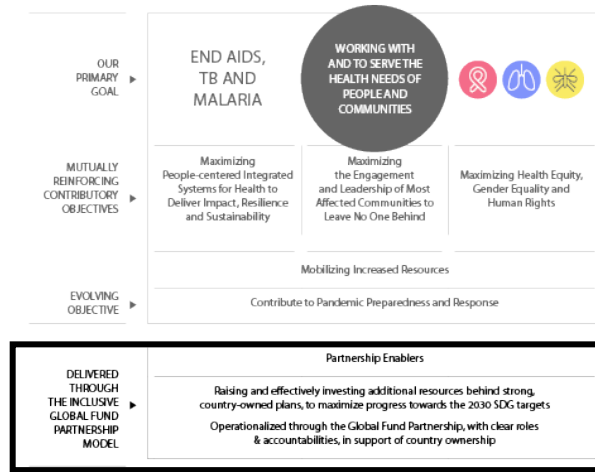 OUR
PRIMARY
GOAL
END AIDS,
TB AND
MALARIA
WORKING WITH
AND TO SERVE THE
HEALTH NEEDS OF
PEOPLE AND
COMMUNITIES
MUTUALLY
REINFORCING
CONTRIBUTORY
OBJECTIVES
Maximizing
People-centered Integrated
Systems for Health to
Deliver Impact, Resilience
and Sustainability
Maximizing
the Engagement
and Leadership of Most
Affected Communities to
Leave No One Behind
Maximizing Health Equity,
Gender Equality and
Human Rights
Mobilizing Increased Resources
EVOLVING
OBJECTIVE
Contribute to Pandemic Preparedness and Response
DELIVERED
THROUGH
THE INCLUSIVE
GLOBAL FUND
PARTNERSHIP
MODEL
Partnership Enablers
Raising and effectively investing additional resources behind strong,
country-owned plans, to maximize progress towards the 2030 SDG targets
Operationalized through the Global Fund Partnership, with clear roles
& accountabilities, in support of country ownership